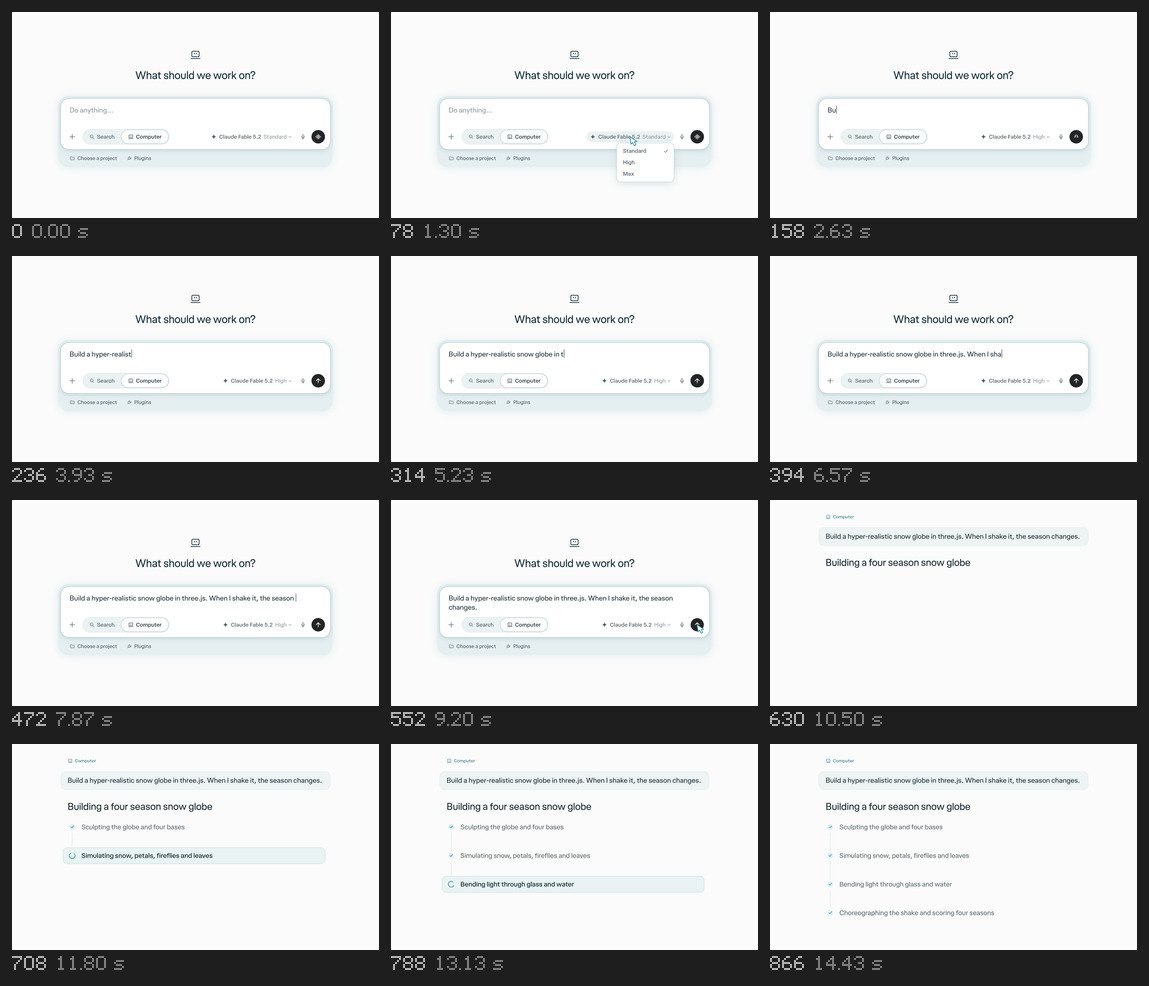 What should we work on?
Do anything...
Search Computer Claude Fable 5.2 Standard
Choose a project Plugins
0 0.00 s
What should we work on?
Do anything...
Search Computer Claude Fable 5.2 Standard
Choose a project Plugins
Standard
High
Max
78 1.30 s
What should we work on?
Bu
Search Computer Claude Fable 5.2 High
Choose a project Plugins
158 2.63 s
What should we work on?
Build a hyper-realist
Search Computer Claude Fable 5.2 High
Choose a project Plugins
236 3.93 s
What should we work on?
Build a hyper-realistic snow globe in t
Search Computer Claude Fable 5.2 High
Choose a project Plugins
314 5.23 s
What should we work on?
Build a hyper-realistic snow globe in three.js. When I sha
Search Computer Claude Fable 5.2 High
Choose a project Plugins
394 6.57 s
What should we work on?
Build a hyper-realistic snow globe in three.js. When I shake it, the season
Search Computer Claude Fable 5.2 High
Choose a project Plugins
472 7.87 s
What should we work on?
Build a hyper-realistic snow globe in three.js. When I shake it, the season
changes.
Search Computer Claude Fable 5.2 High
Choose a project Plugins
552 9.20 s
Computer
Build a hyper-realistic snow globe in three.js. When I shake it, the season changes.
Building a four season snow globe
630 10.50 s
Computer
Build a hyper-realistic snow globe in three.js. When I shake it, the season changes.
Building a four season snow globe
Sculpting the globe and four bases
Simulating snow, petals, fireflies and leaves
708 11.80 s
Computer
Build a hyper-realistic snow globe in three.js. When I shake it, the season changes.
Building a four season snow globe
Sculpting the globe and four bases
Simulating snow, petals, fireflies and leaves
Bending light through glass and water
788 13.13 s
Computer
Build a hyper-realistic snow globe in three.js. When I shake it, the season changes.
Building a four season snow globe
Sculpting the globe and four bases
Simulating snow, petals, fireflies and leaves
Bending light through glass and water
Choreographing the shake and scoring four seasons
866 14.43 s